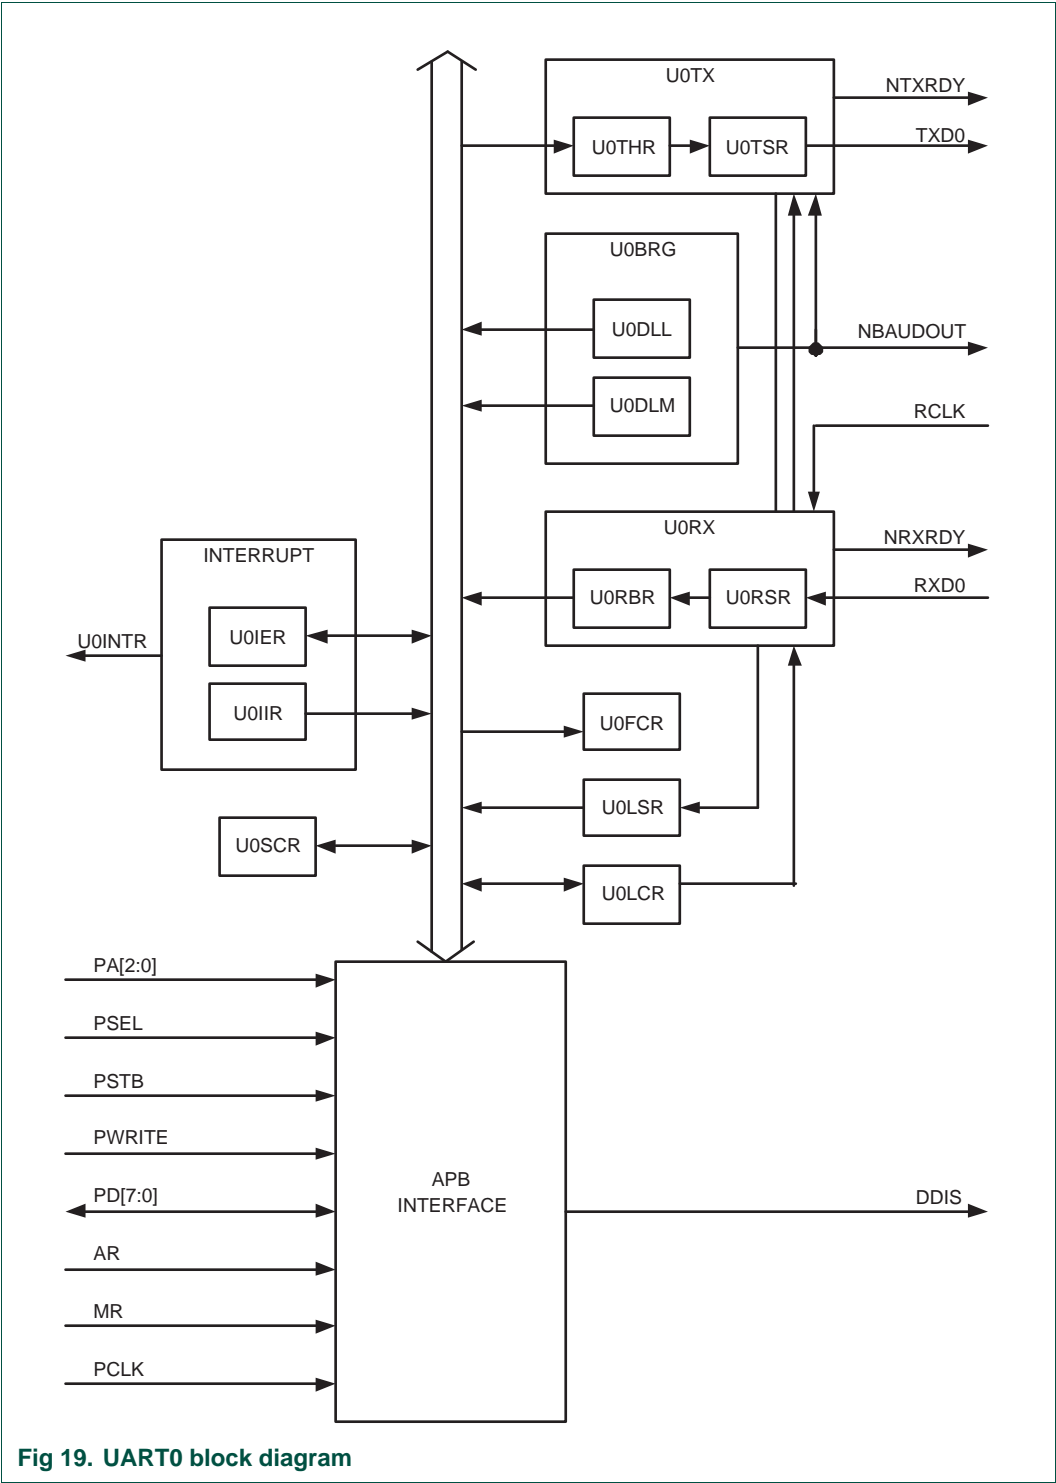 U0TX
NTXRDY
U0THR
U0TSR
TXD0
U0BRG
U0DLL
NBAUDOUT
U0DLM
RCLK
U0RX
NRXRDY
U0RBR
U0RSR
RXD0
INTERRUPT
U0INTR
U0IER
U0IIR
U0FCR
U0LSR
U0SCR
U0LCR
PA[2:0]
PSEL
PSTB
PWRITE
PD[7:0]
AR
MR
PCLK
APB
INTERFACE
DDIS
Fig 19. UART0 block diagram